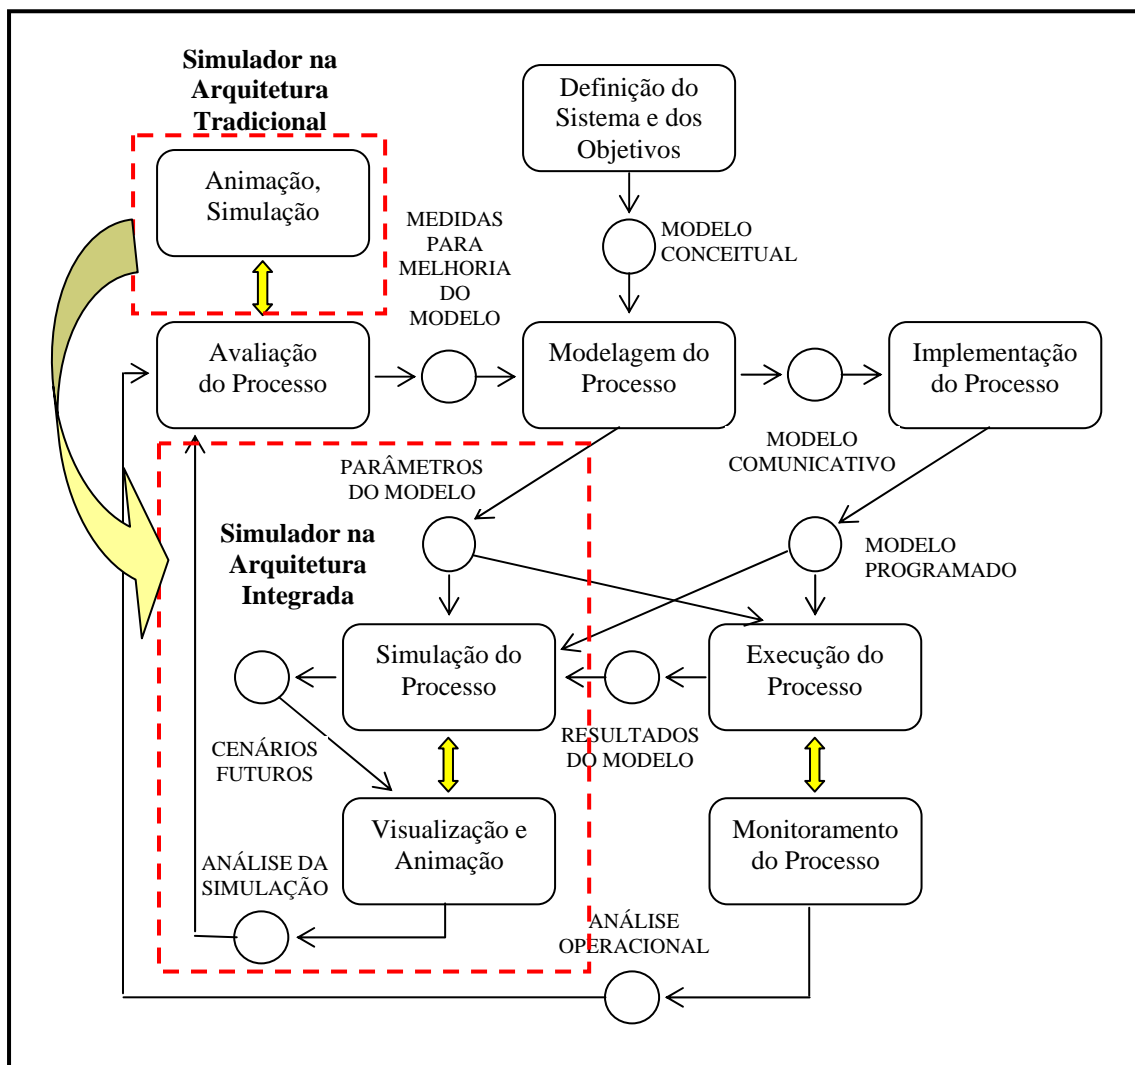 Simulador na
Arquitetura
Tradicional
Definição do
Sistema e dos
Objetivos
Animação,
Simulação
MEDIDAS
PARA
MELHORIA
DO
MODELO
MODELO
CONCEITUAL
Avaliação
do Processo
Modelagem do
Processo
Implementação
do Processo
PARÂMETROS
DO MODELO
MODELO
COMUNICATIVO
Simulador na
Arquitetura
Integrada
MODELO
PROGRAMADO
Simulação do
Processo
Execução do
Processo
CENÁRIOS
FUTUROS
RESULTADOS
DO MODELO
Visualização e
Animação
Monitoramento
do Processo
ANÁLISE DA
SIMULAÇÃO
ANÁLISE
OPERACIONAL